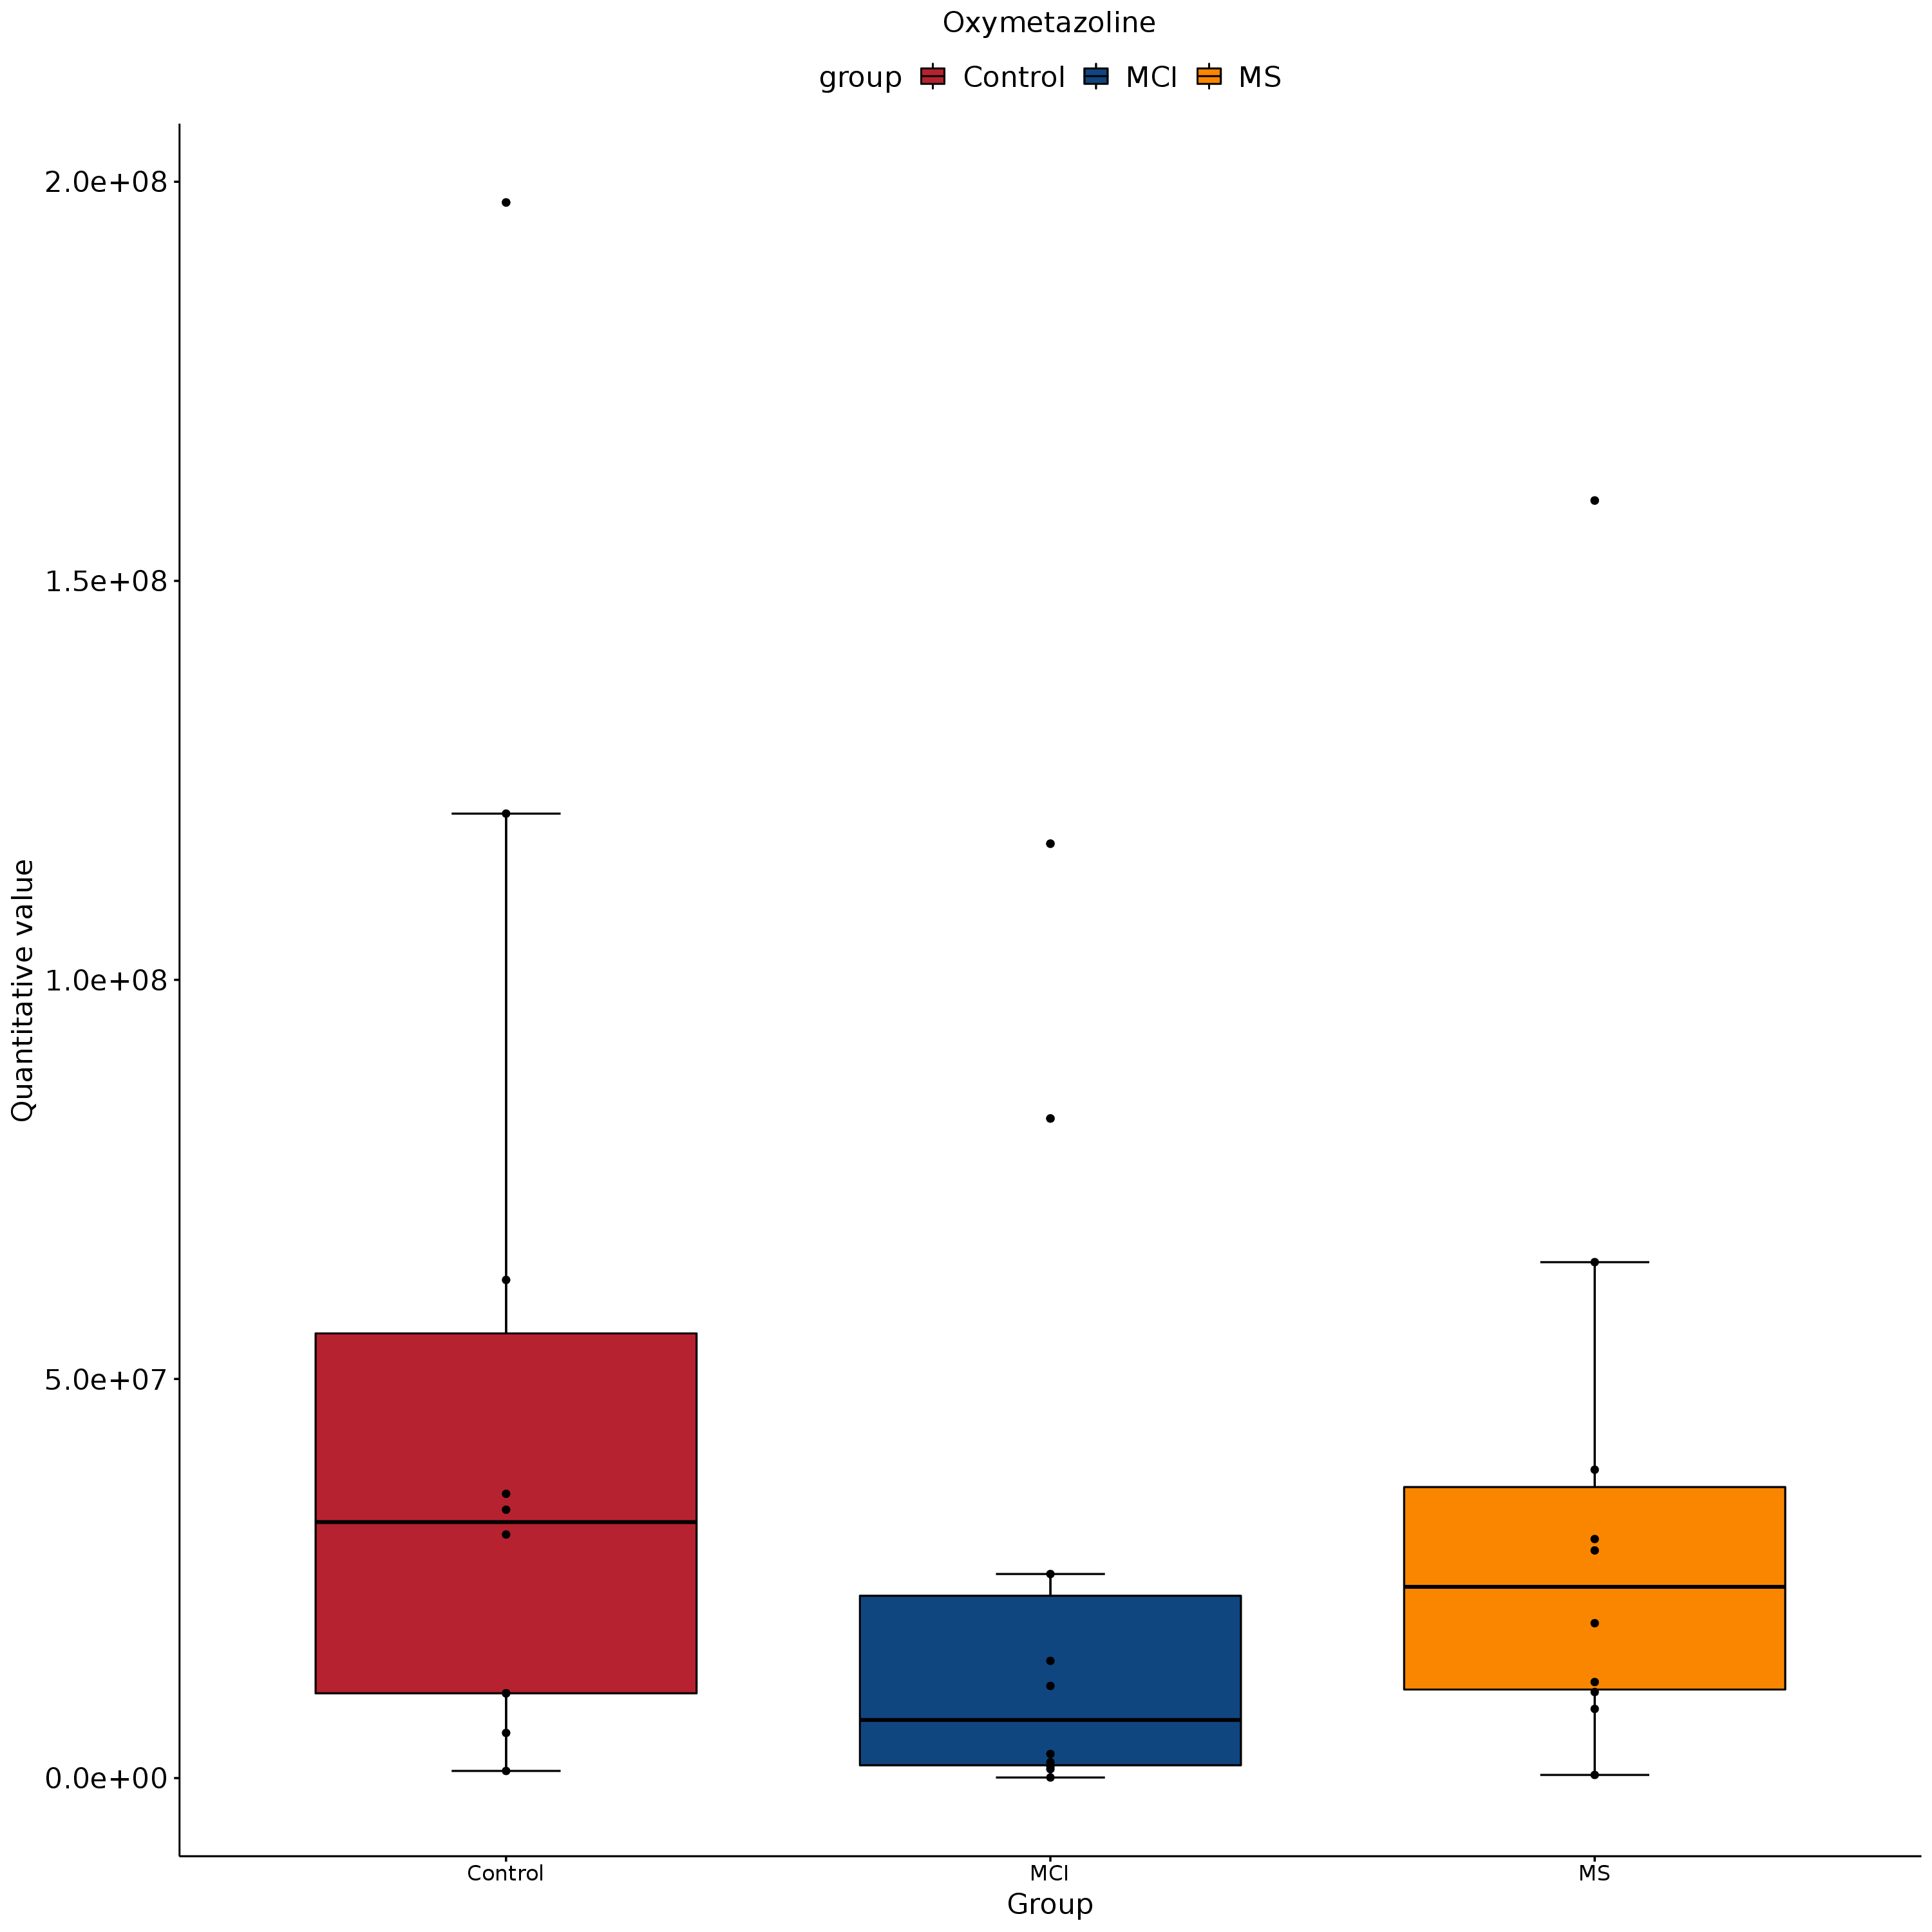 Oxymetazoline
group Control MCI MS
2.0e+08
1.5e+08
1.0e+08
5.0e+07
0.0e+00
Quantitative value
Control MCI MS
Group